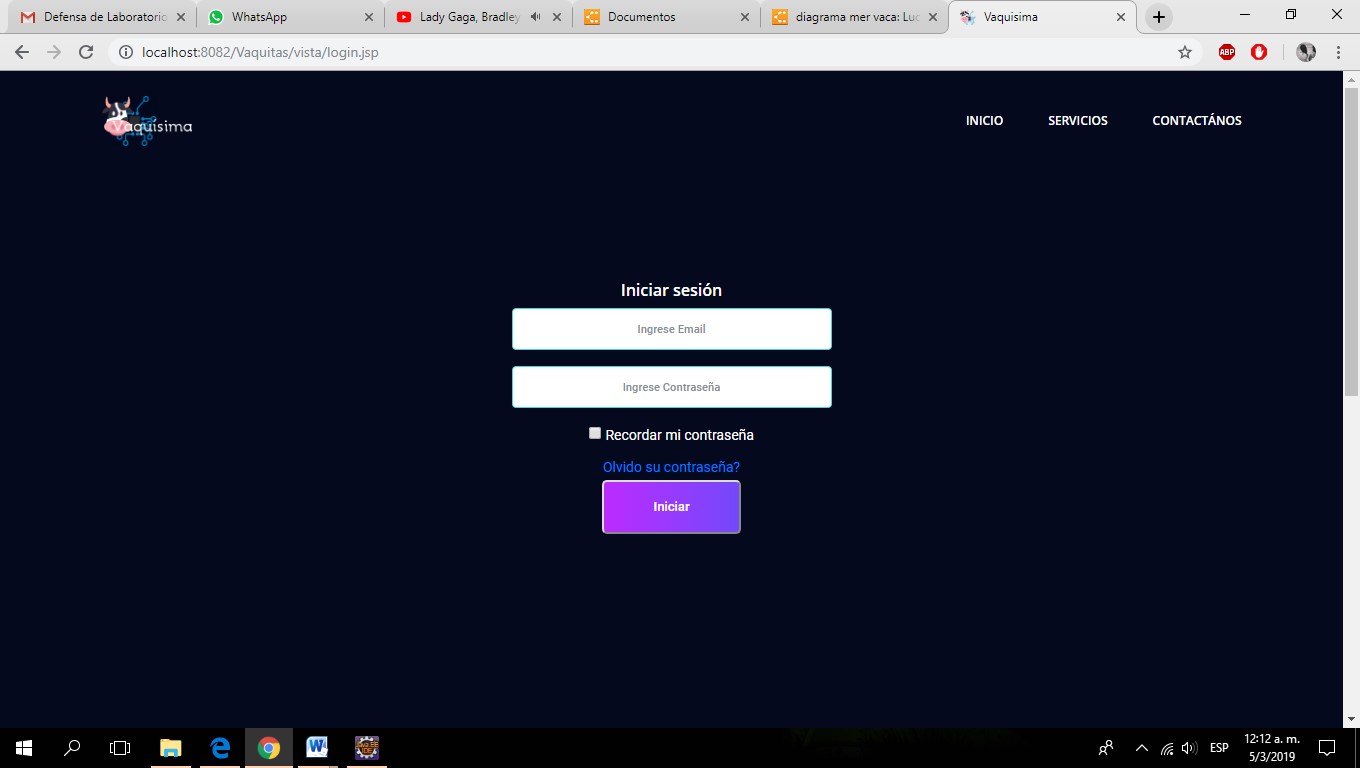 Defensa de Laboratorio
WhatsApp
Lady Gaga, Bradley
Documentos
diagrama mer vaca: Luc
Vaquisima
localhost:8082/Vaquitas/vista/login.jsp
ABP
Vaquisima
INICIO
SERVICIOS
CONTACTÁNOS
Iniciar sesión
Ingrese Email
Ingrese Contraseña
Recordar mi contraseña
Olvido su contraseña?
Iniciar
ESP
12:12 a. m.
5/3/2019